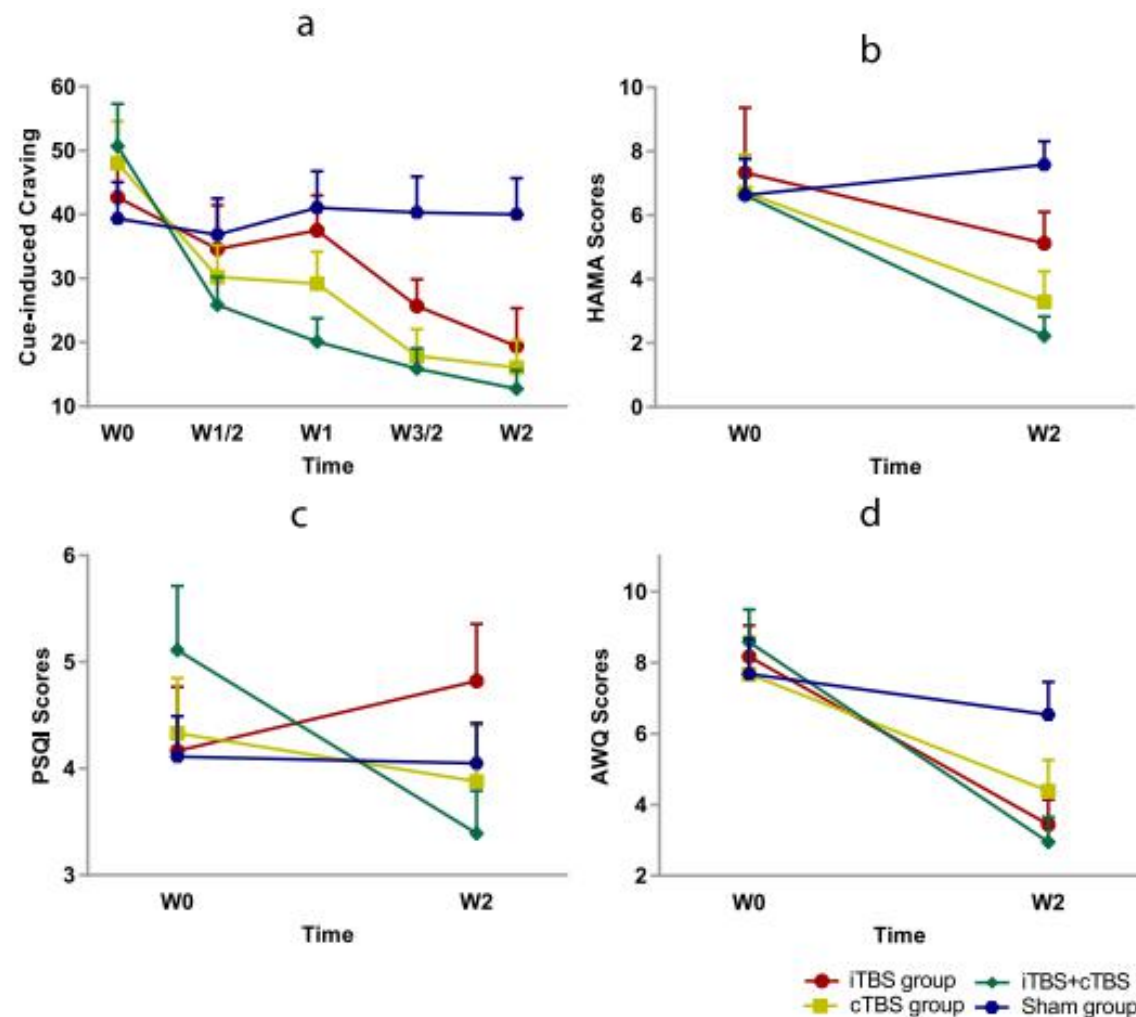 a
Cue-induced Craving
60
50
40
30
20
10
W0 W1/2 W1 W3/2 W2
Time
b
HAMA Scores
10
8
6
4
2
0
W0 W2
Time
c
PSQI Scores
6
5
4
3
W0 W2
Time
d
AWQ Scores
10
8
6
4
2
W0 W2
Time
iTBS group iTBS+cTBS
cTBS group Sham group